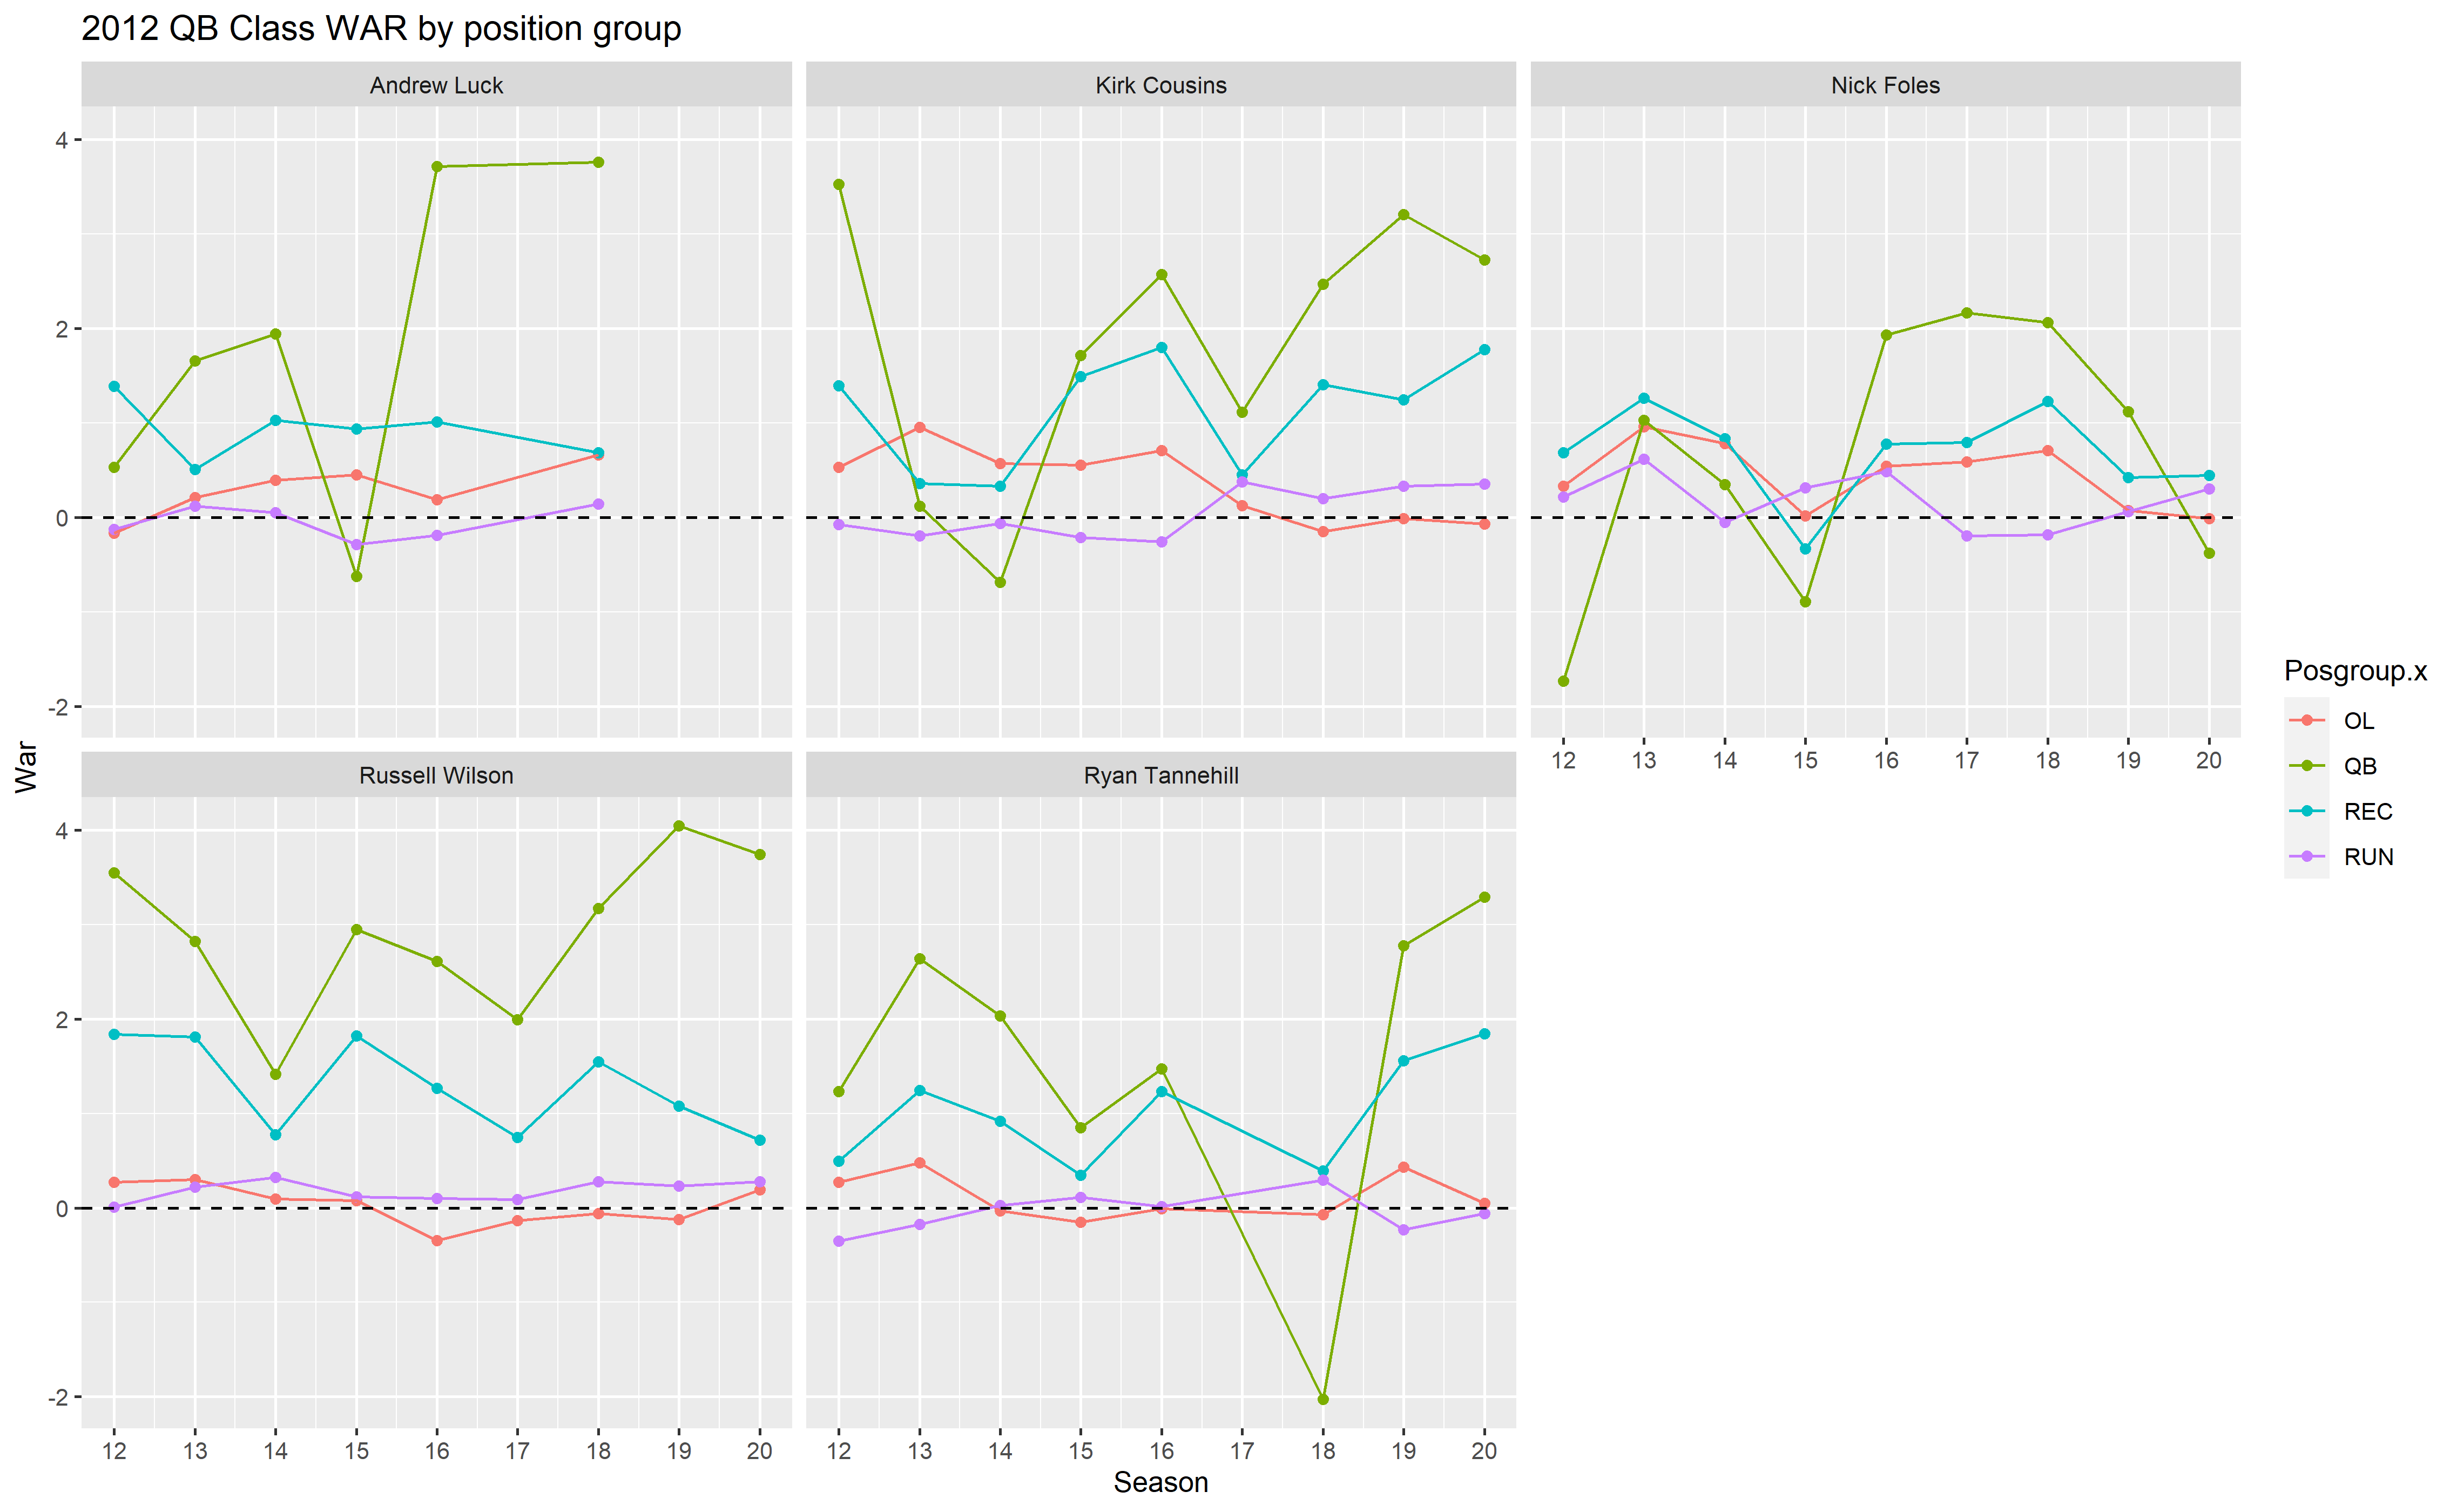 2012 QB Class WAR by position group
Andrew Luck
Kirk Cousins
Nick Foles
4
2
0
-2
12 13 14 15 16 17 18 19 20
War
Russell Wilson
Ryan Tannehill
4
2
0
-2
12 13 14 15 16 17 18 19 20
12 13 14 15 16 17 18 19 20
Season
Posgroup.x
OL
QB
REC
RUN